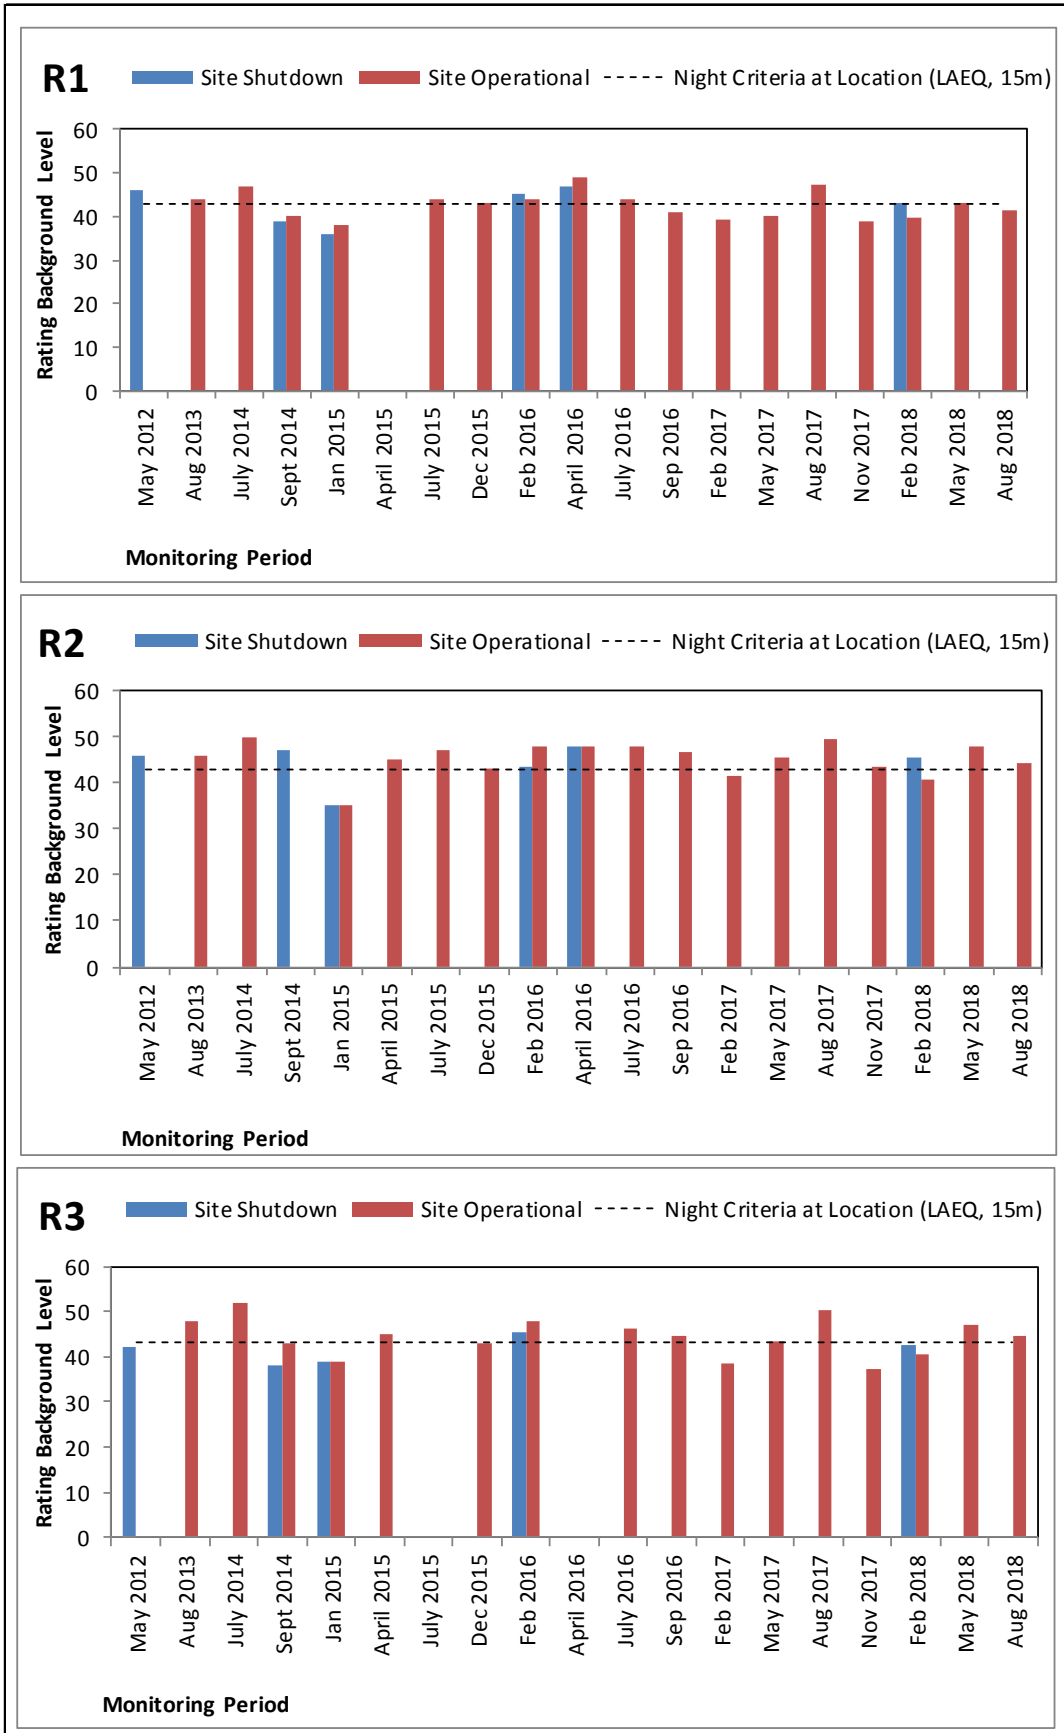 R1
Site Shutdown Site Operational Night Criteria at Location (LAEQ, 15m)
Rating Background Level
60
50
40
30
20
10
0
May 2012
Aug 2013
July 2014
Sept 2014
Jan 2015
April 2015
July 2015
Dec 2015
Feb 2016
April 2016
July 2016
Sep 2016
Feb 2017
May 2017
Aug 2017
Nov 2017
Feb 2018
May 2018
Aug 2018
Monitoring Period
R2
Site Shutdown Site Operational Night Criteria at Location (LAEQ, 15m)
Rating Background Level
60
50
40
30
20
10
0
May 2012
Aug 2013
July 2014
Sept 2014
Jan 2015
April 2015
July 2015
Dec 2015
Feb 2016
April 2016
July 2016
Sep 2016
Feb 2017
May 2017
Aug 2017
Nov 2017
Feb 2018
May 2018
Aug 2018
Monitoring Period
R3
Site Shutdown Site Operational Night Criteria at Location (LAEQ, 15m)
Rating Background Level
60
50
40
30
20
10
0
May 2012
Aug 2013
July 2014
Sept 2014
Jan 2015
April 2015
July 2015
Dec 2015
Feb 2016
April 2016
July 2016
Sep 2016
Feb 2017
May 2017
Aug 2017
Nov 2017
Feb 2018
May 2018
Aug 2018
Monitoring Period